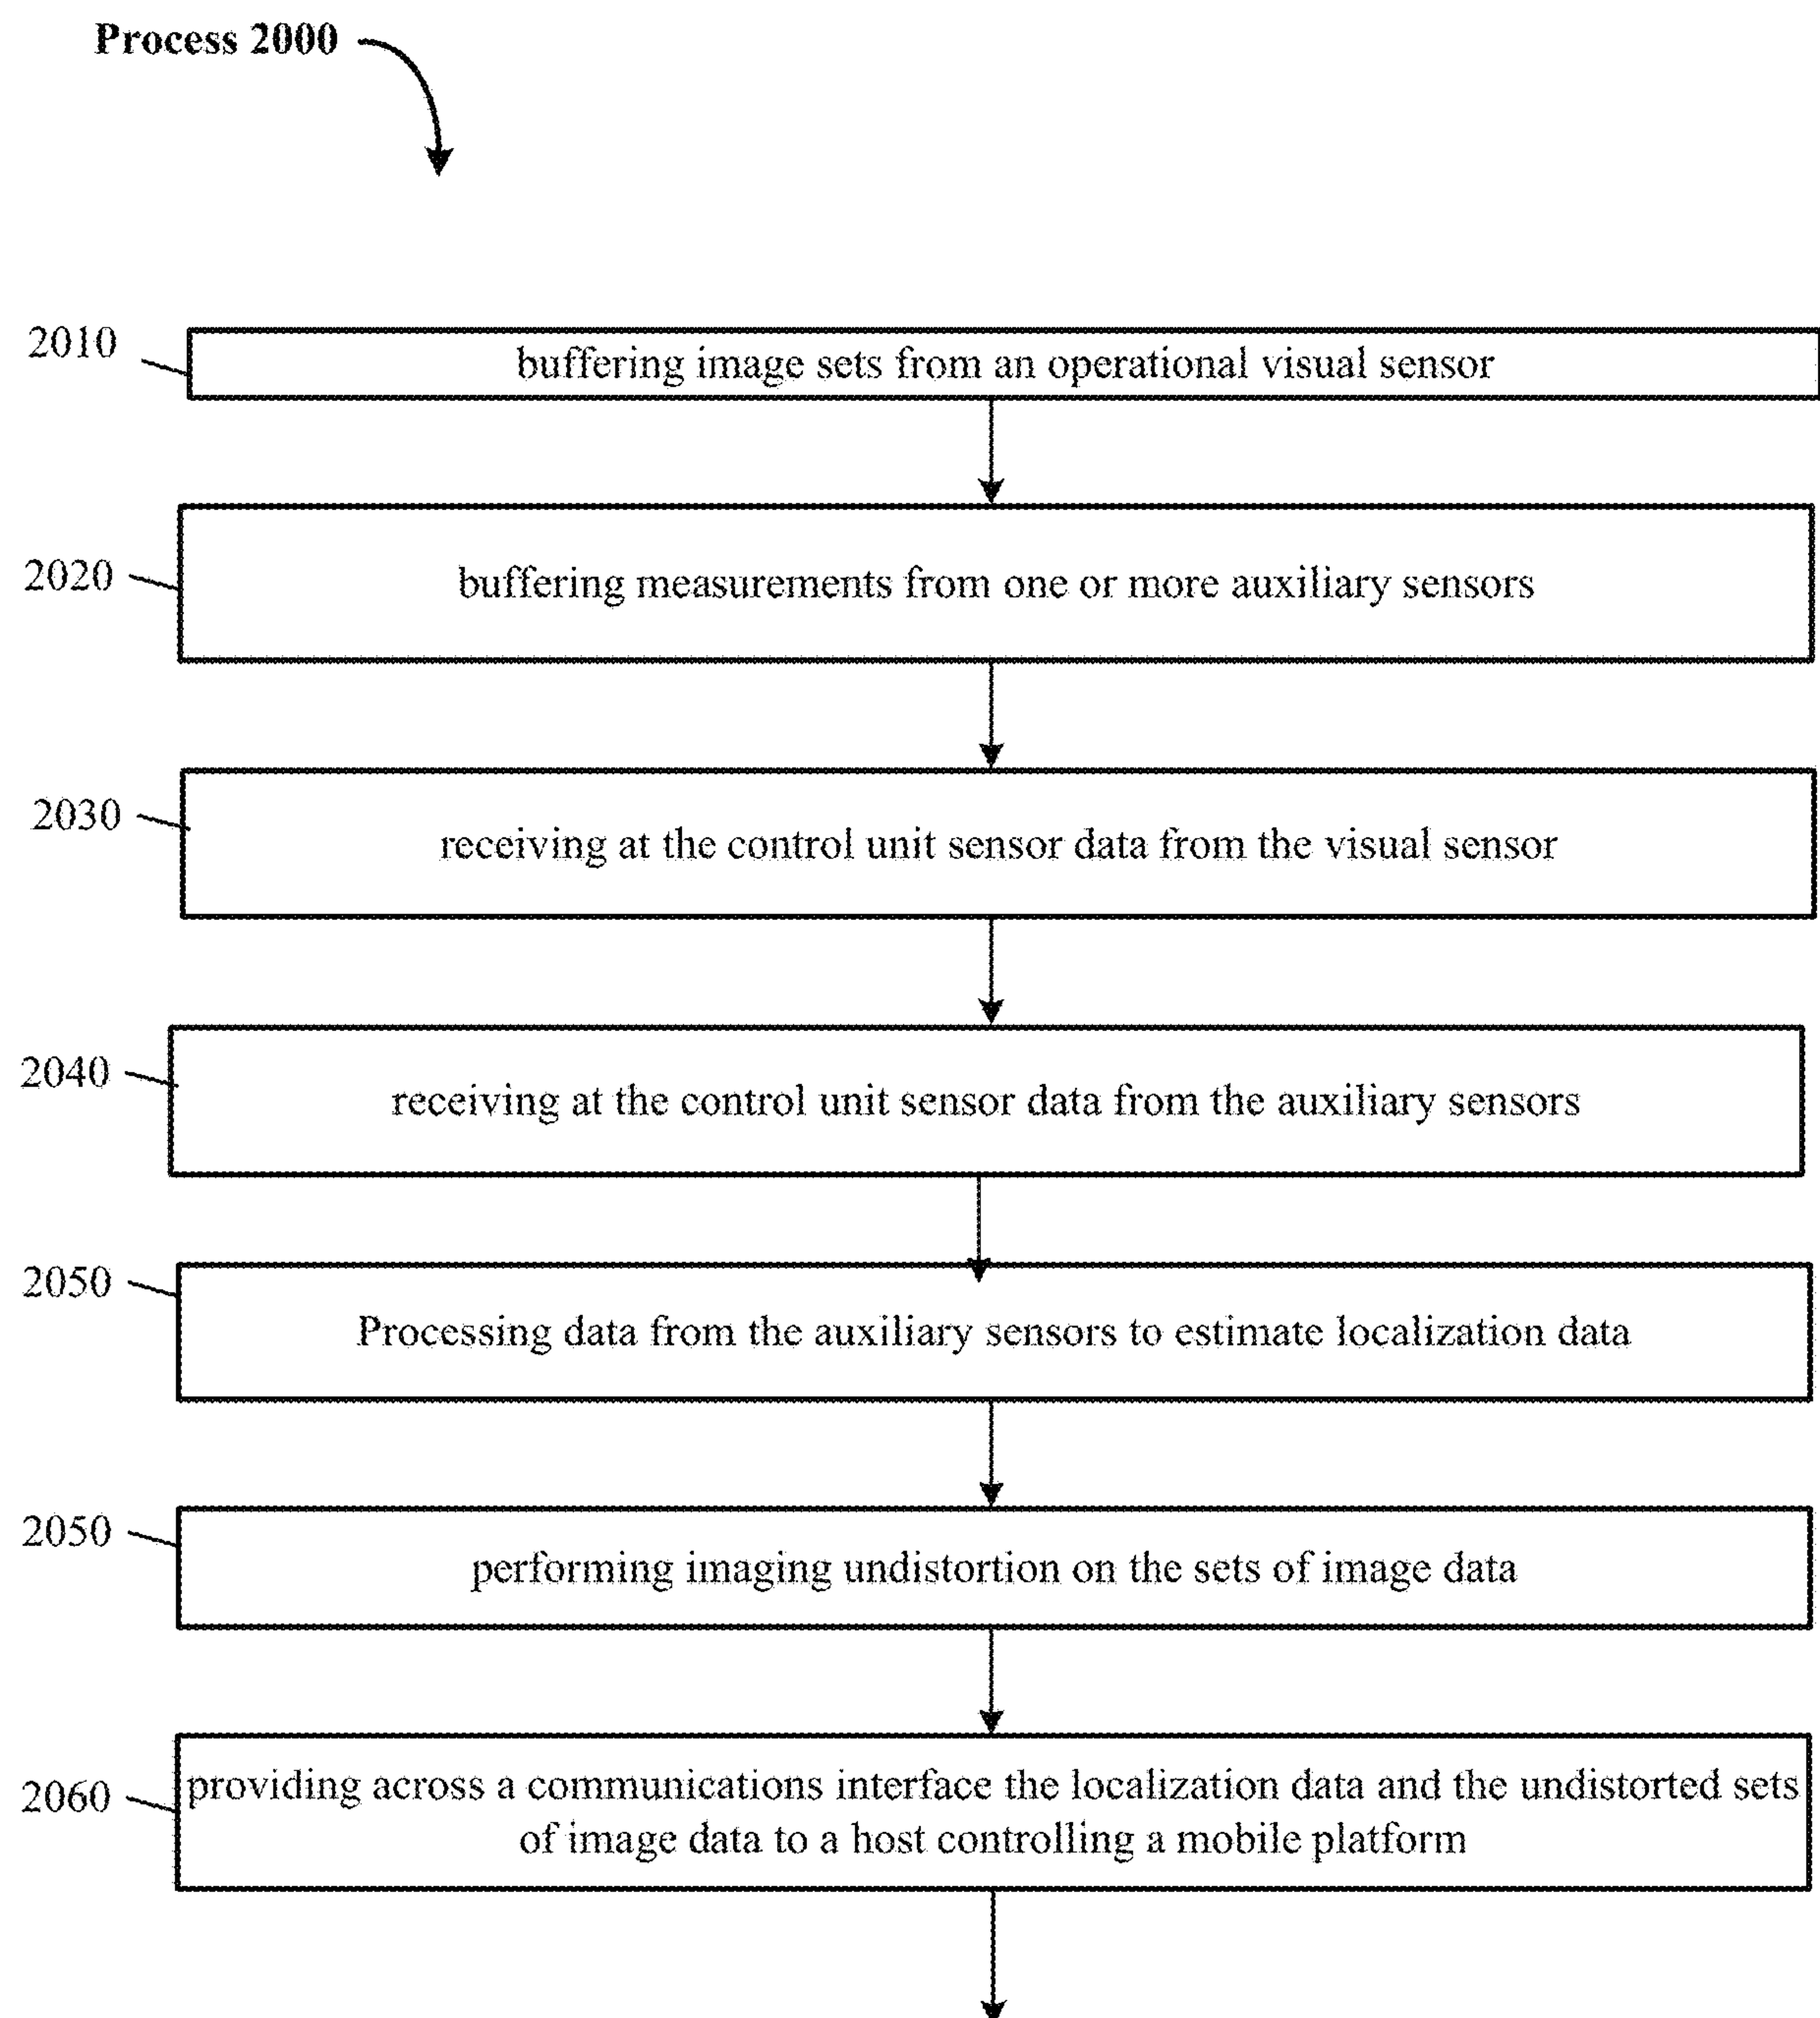 Process 2000
2010
buffering image sets from an operational visual sensor
2020
buffering measurements from one or more auxiliary sensors
2030
receiving at the control unit sensor data from the visual sensor
2040
receiving at the control unit sensor data from the auxiliary sensors
2050
Processing data from the auxiliary sensors to estimate localization data
2050
performing imaging undistortion on the sets of image data
2060
providing across a communications interface the localization data and the undistorted sets
of image data to a host controlling a mobile platform